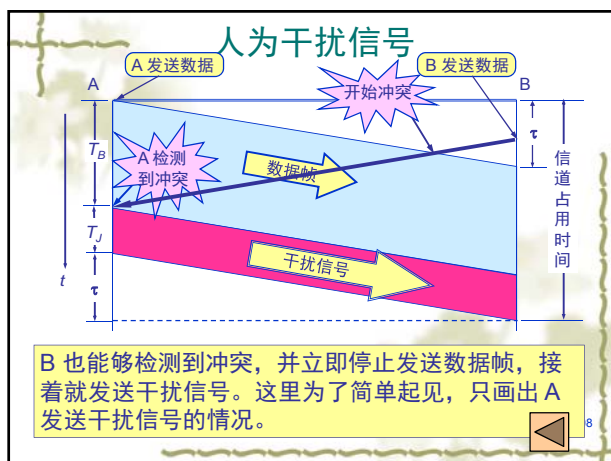 人为干扰信号
A 发送数据
B 发送数据
A
B
开始冲突
τ
T_B
A 检测
到冲突
数据帧
信道占用时间
T_J
干扰信号
t
τ
B 也能够检测到冲突，并立即停止发送数据帧，接
着就发送干扰信号。这里为了简单起见，只画出 A
发送干扰信号的情况。